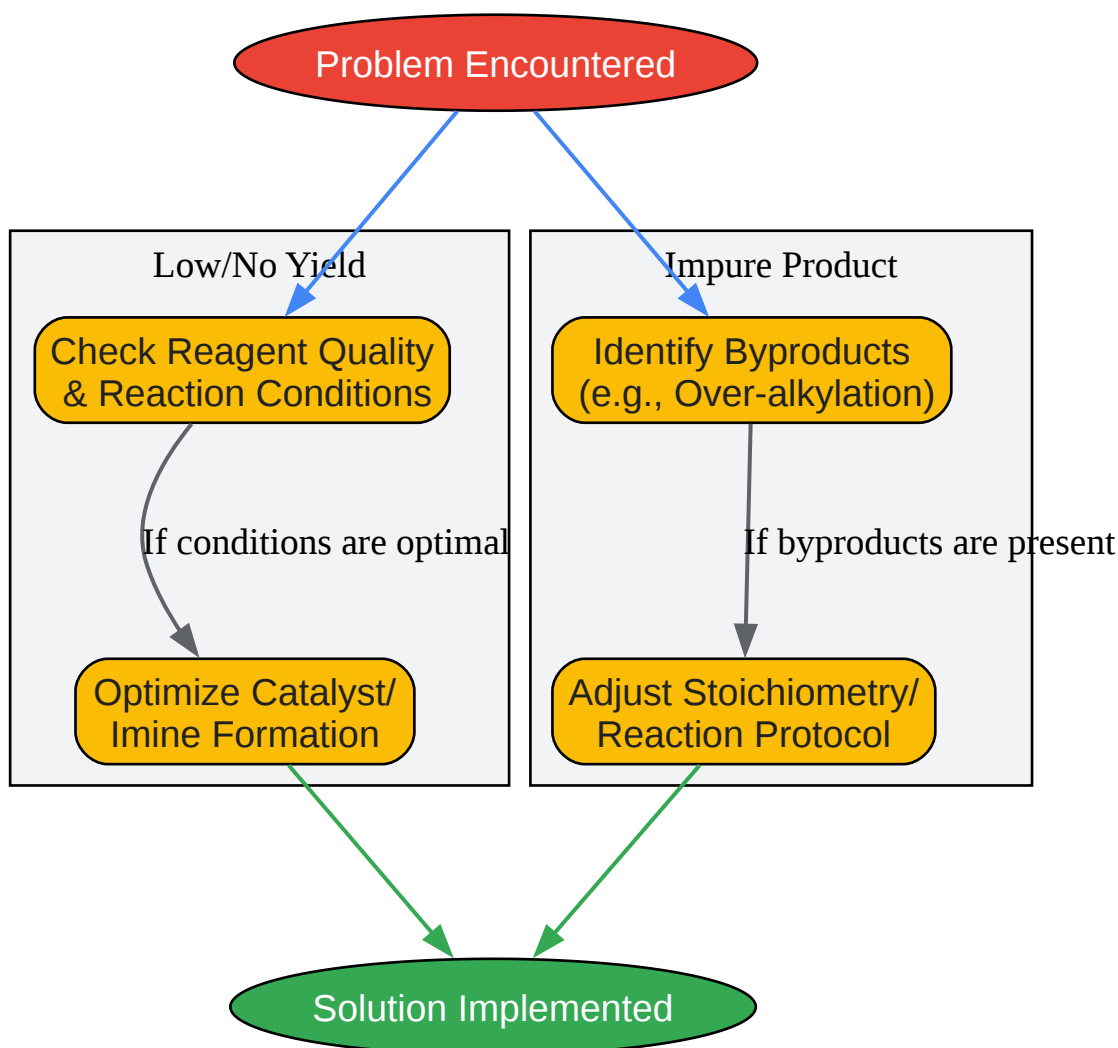 Problem Encountered
Low/No Yield
Impure Product
Check Reagent Quality
& Reaction Conditions
Identify Byproducts
(e.g., Over-alkylation)
If conditions are optimal
If byproducts are present
Optimize Catalyst/
Imine Formation
Adjust Stoichiometry/
Reaction Protocol
Solution Implemented